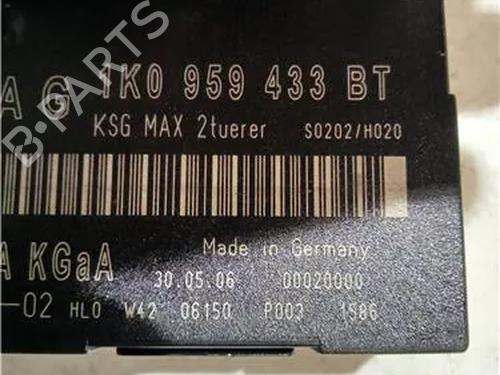 B-PARTS
A G 1K0 959 433 BT
KSG MAX 2tuerer S0202/H020
Made in Germany
A KGaA 30.05.06 00020000
-02 HL0 W42 06150 P003 1586